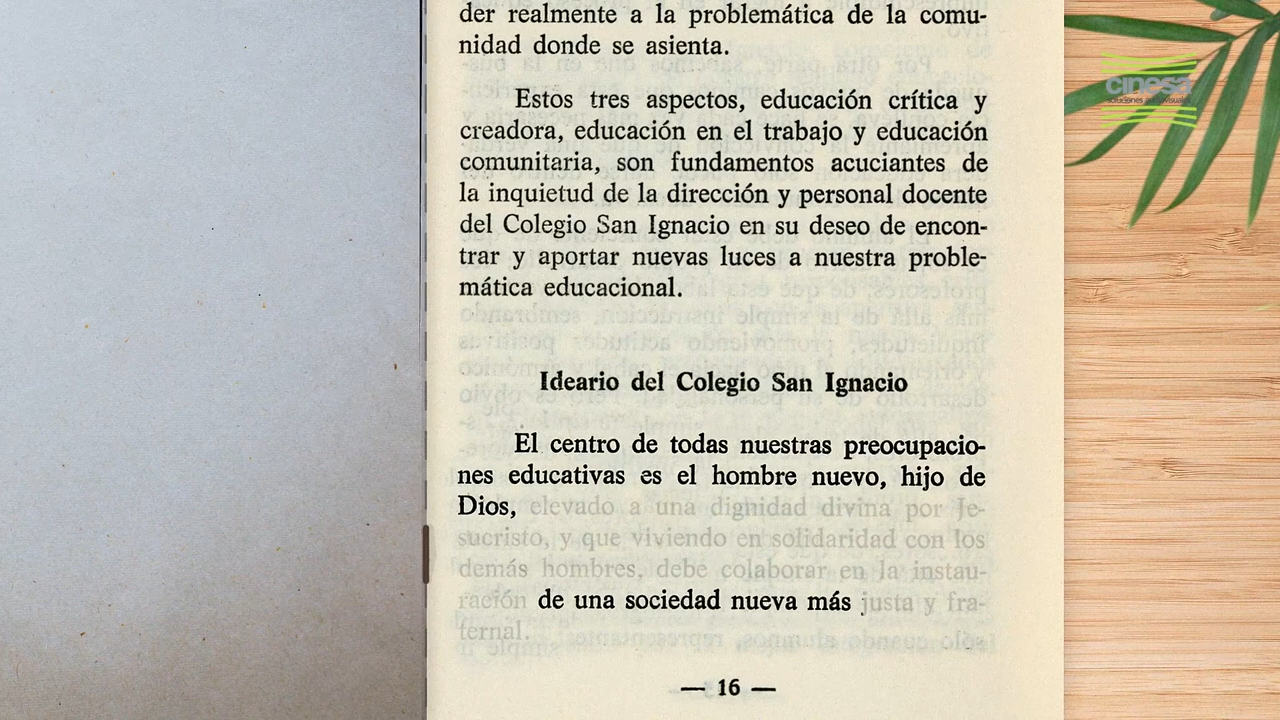 der realmente a la problemática de la comu-
nidad donde se asienta.
Estos tres aspectos, educación crítica y
creadora, educación en el trabajo y educación
comunitaria, son fundamentos acuciantes de
la inquietud de la dirección y personal docente
del Colegio San Ignacio en su deseo de encon-
trar y aportar nuevas luces a nuestra proble-
mática educacional.
Ideario del Colegio San Ignacio
El centro de todas nuestras preocupacio-
nes educativas es el hombre nuevo, hijo de
Dios, elevado a una dignidad divina por Je-
sucristo, y que viviendo en solidaridad con los
demás hombres, debe colaborar en la instau-
ración de una sociedad nueva más justa y fra-
ternal.
— 16 —
cinesa